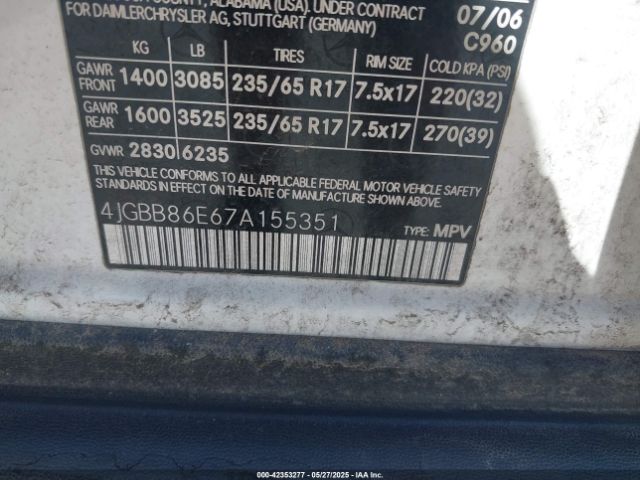 COUNTY, ALABAMA (USA). UNDER CONTRACT
FOR DAIMLERCHRYSLER AG, STUTTGART (GERMANY)
07/06
C960
KG LB TIRES RIM SIZE COLD KPA (PSI)
GAWR FRONT 1400 3085 235/65 R17 7.5x17 220(32)
GAWR REAR 1600 3525 235/65 R17 7.5x17 270(39)
GVWR 2830 6235
THIS VEHICLE CONFORMS TO ALL APPLICABLE FEDERAL MOTOR VEHICLE SAFETY
STANDARDS IN EFFECT ON THE DATE OF MANUFACTURE SHOWN ABOVE.
4JGBB86E67A155351 TYPE: MPV
000-42353277 - 05/27/2025 - IAAI.COM